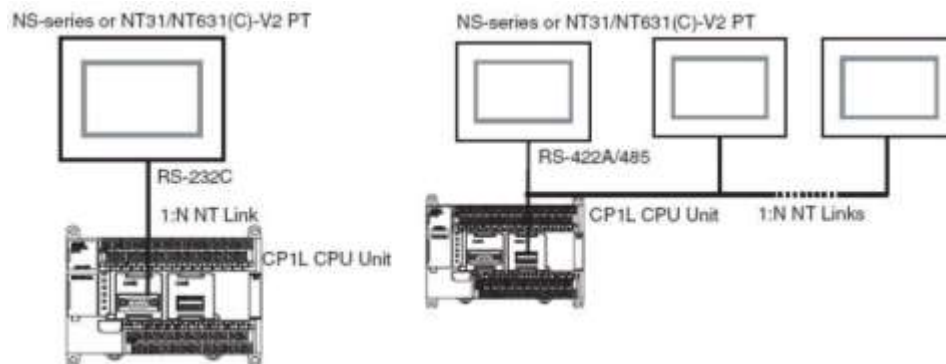 NS-series or NT31/NT631(C)-V2 PT
RS-232C
1:N NT Link
CP1L CPU Unit
NS-series or NT31/NT631(C)-V2 PT
RS-422A/485
CP1L CPU Unit
1:N NT Links